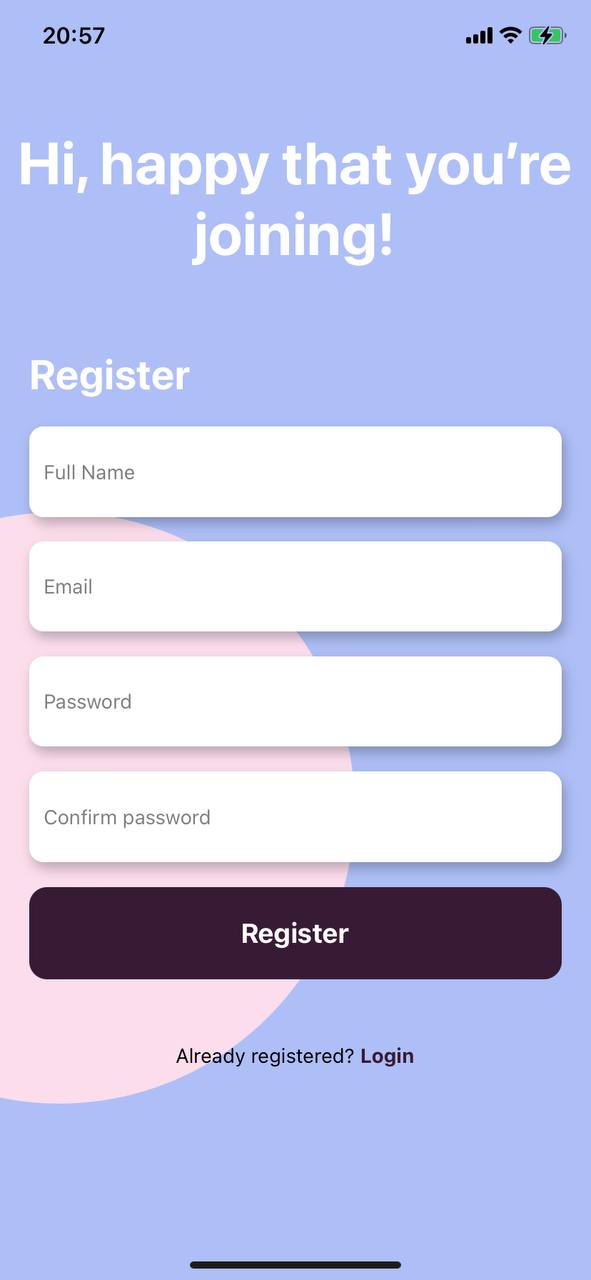 20:57
Hi, happy that you’re
joining!
Register
Full Name
Email
Password
Confirm password
Register
Already registered? Login